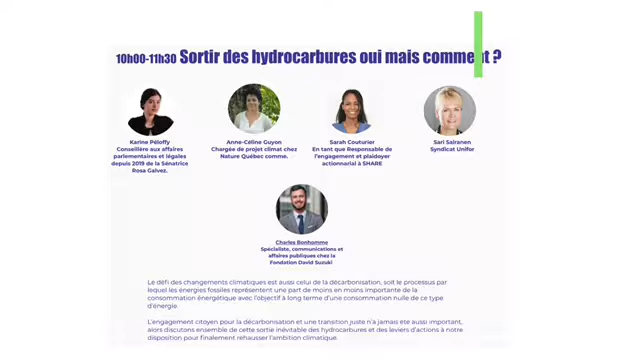 10h00-11h30 Sortir des hydrocarbures oui mais comment ?
Karine Péloffy
Conseillère aux affaires
parlementaires et légales
depuis 2019 de la Sénatrice
Rosa Galvez.
Anne-Céline Guyon
Chargée de projet climat chez
Nature Québec comme.
Sarah Couturier
En tant que Responsable de
l'engagement et plaidoyer
actionnarial à SHARE
Sari Sairanen
Syndicat Unifor
Charles Bonhomme
Spécialiste, communications et
affaires publiques chez la
Fondation David Suzuki
Le défi des changements climatiques est aussi celui de la décarbonisation, soit le processus par
lequel les énergies fossiles représentent une part de moins en moins importante de la
consommation énergétique avec l'objectif à long terme d'une consommation nulle de ce type
d'énergie
L'engagement citoyen pour la décarbonisation et une transition juste n'a jamais été aussi important,
alors discutons ensemble de cette sortie inévitable des hydrocarbures et des leviers d'actions à notre
disposition pour finalement rehausser l'ambition climatique.